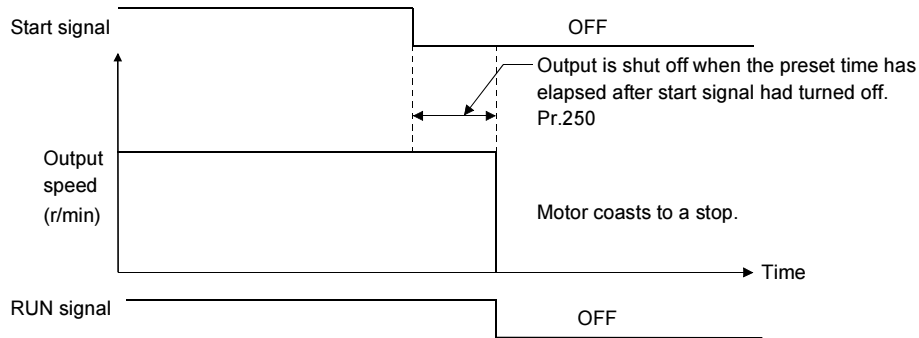 Start signal
OFF
Output is shut off when the preset time has
elapsed after start signal had turned off.
Pr.250
Output
speed
(r/min)
Motor coasts to a stop.
Time
RUN signal
OFF